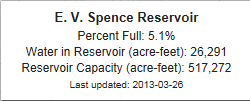 E. V. Spence Reservoir
Percent Full: 5.1%
Water in Reservoir (acre-feet): 26,291
Reservoir Capacity (acre-feet): 517,272
Last updated: 2013-03-26